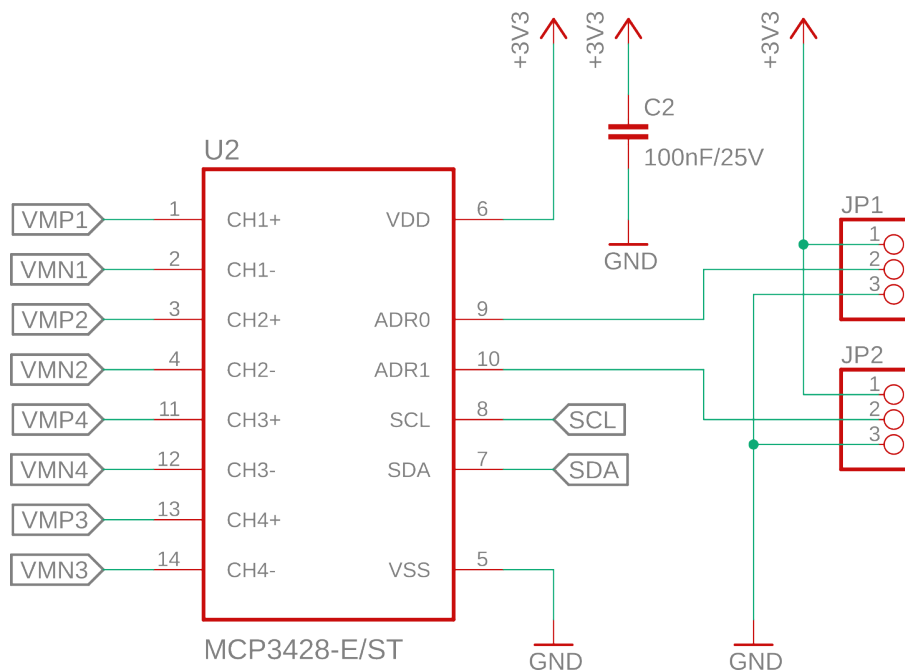 +3V3
+3V3
+3V3
C2
100nF/25V
GND
U2
VMP1 1 CH1+ VDD 6
VMN1 2 CH1-
VMP2 3 CH2+ ADR0 9
VMN2 4 CH2- ADR1 10
VMP4 11 CH3+ SCL 8 SCL
VMN4 12 CH3- SDA 7 SDA
VMP3 13 CH4+
VMN3 14 CH4- VSS 5
MCP3428-E/ST
GND
GND
JP1
1
2
3
JP2
1
2
3